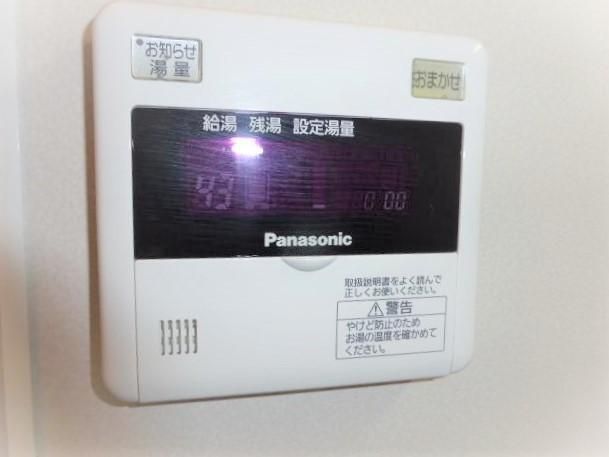 お知らせ
湯量
おまかせ
給湯 残湯 設定湯量
43
0:00
Panasonic
取扱説明書をよく読んで
正しくお使いください。
警告
やけど防止のため
お湯の温度を確かめて
ください。